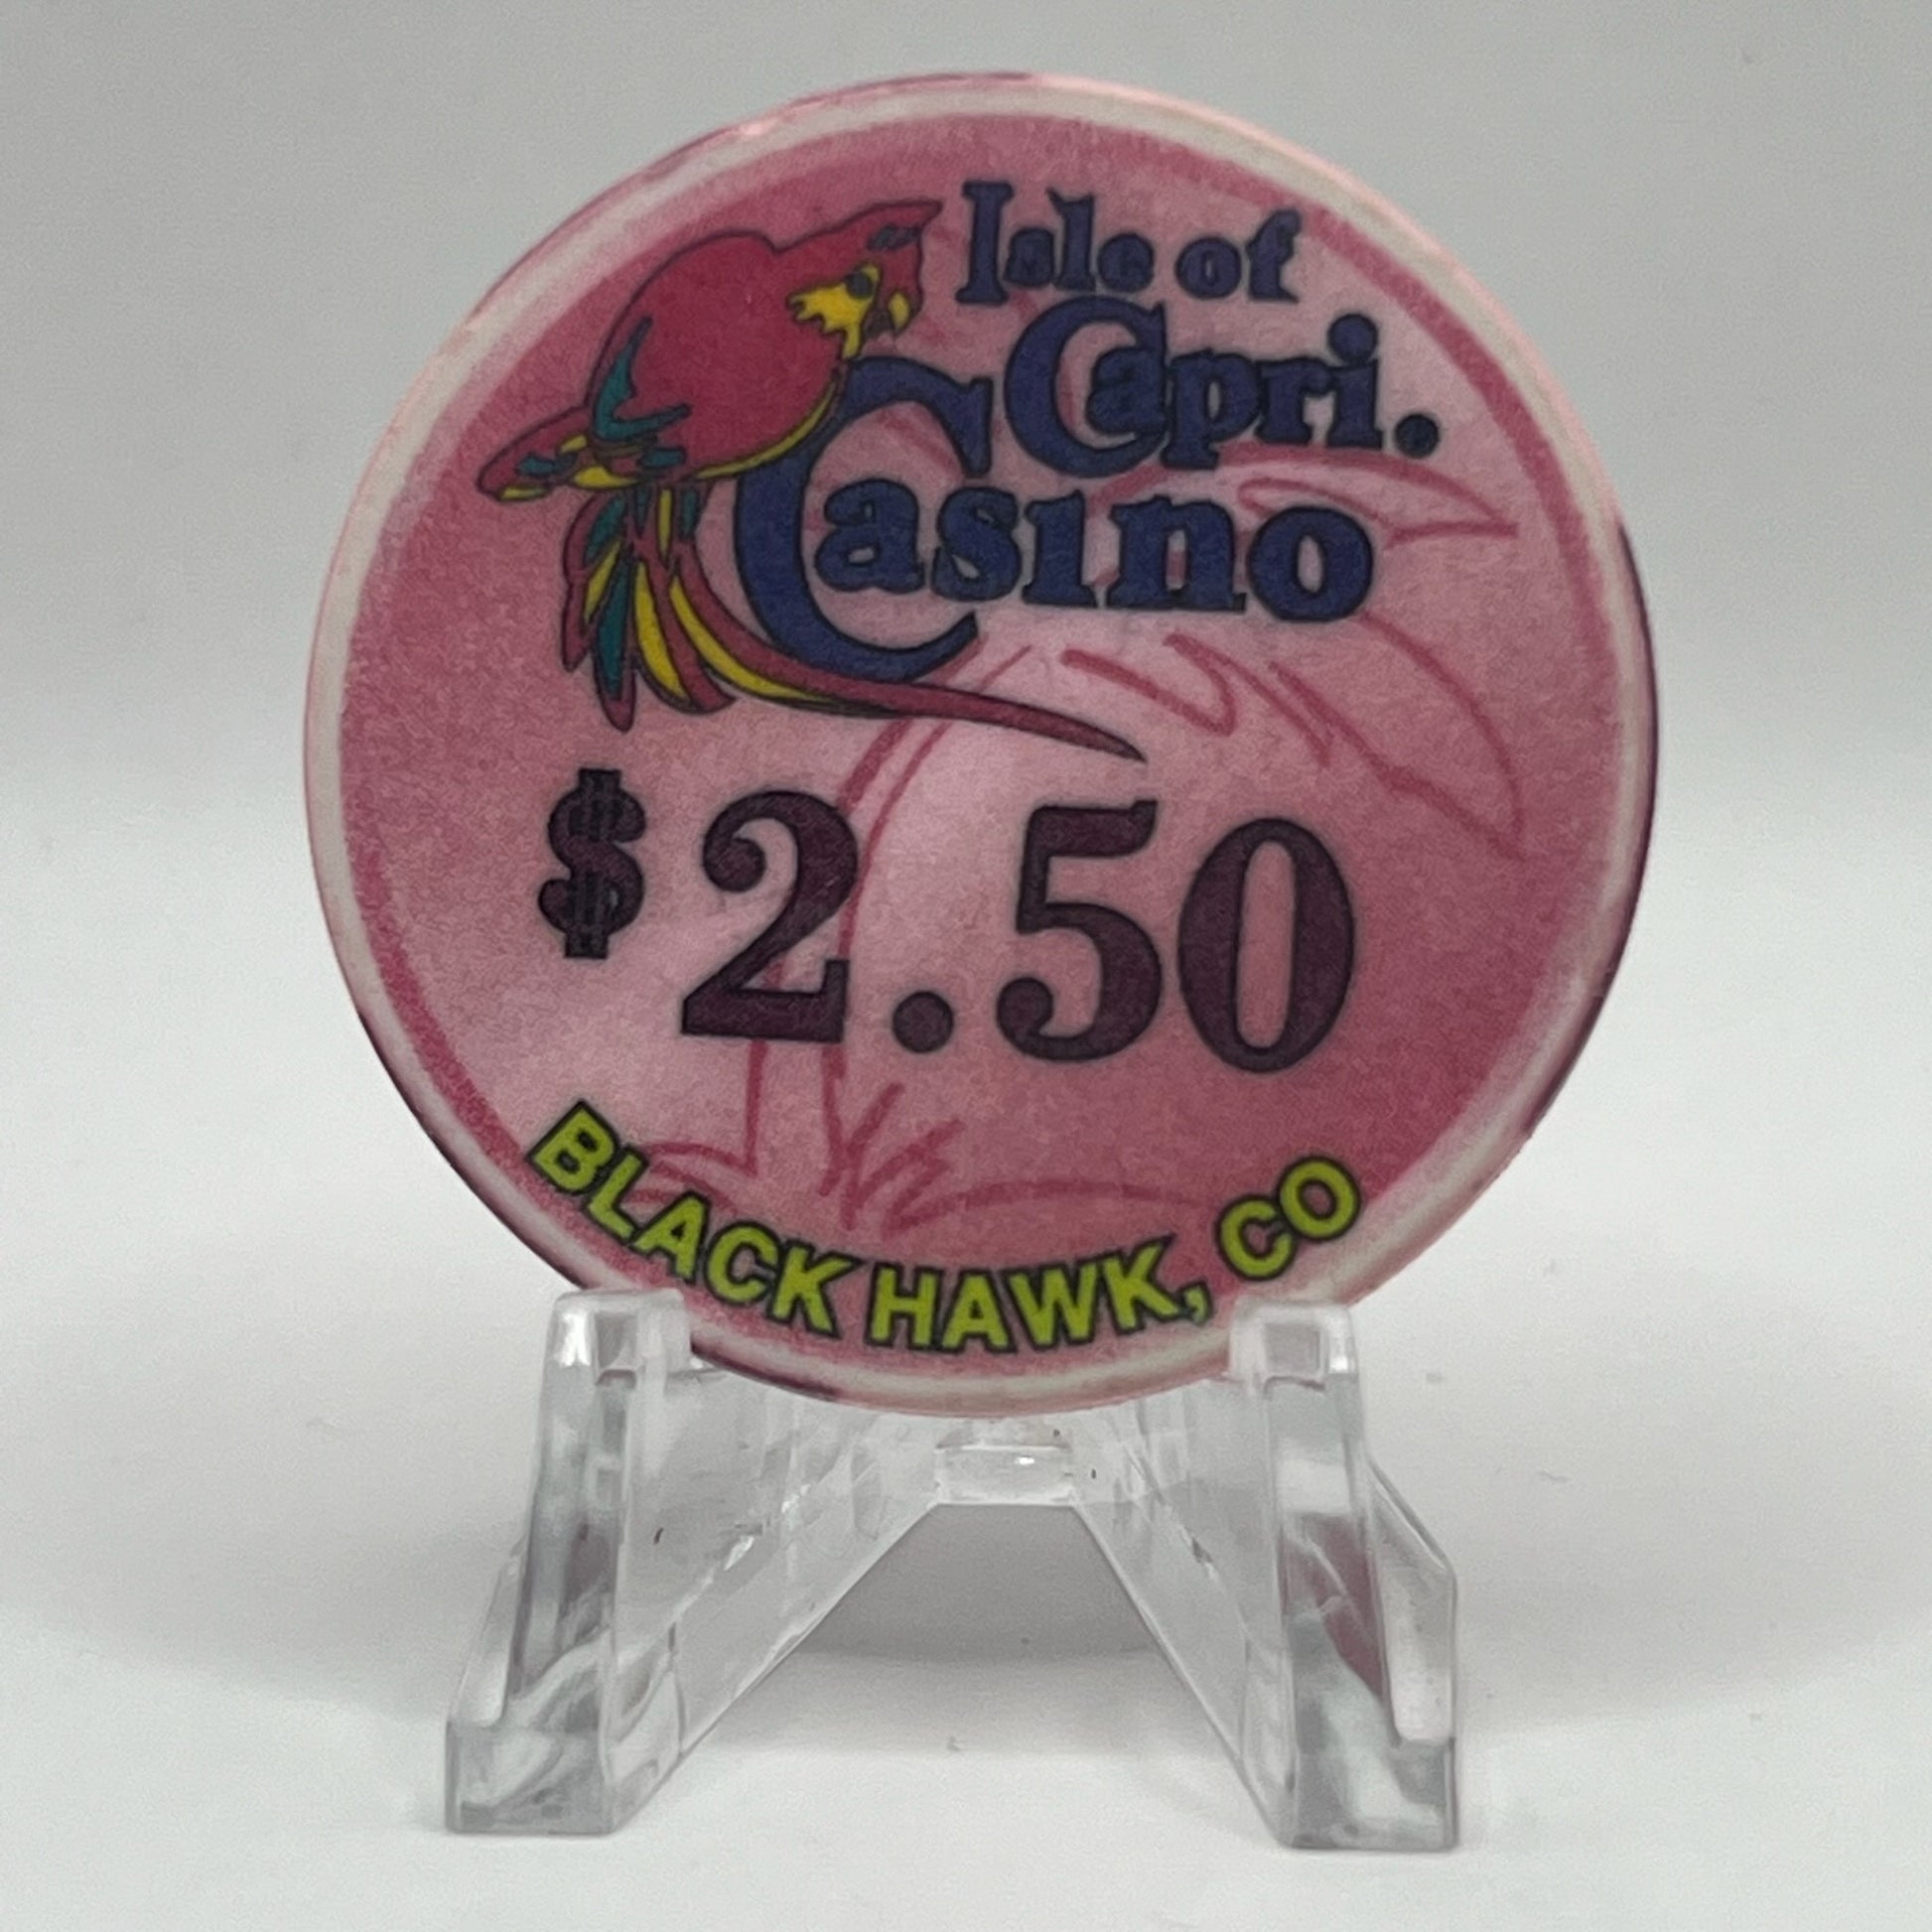 Isle of
Capri.
Casino
$2.50
BLACK HAWK, CO